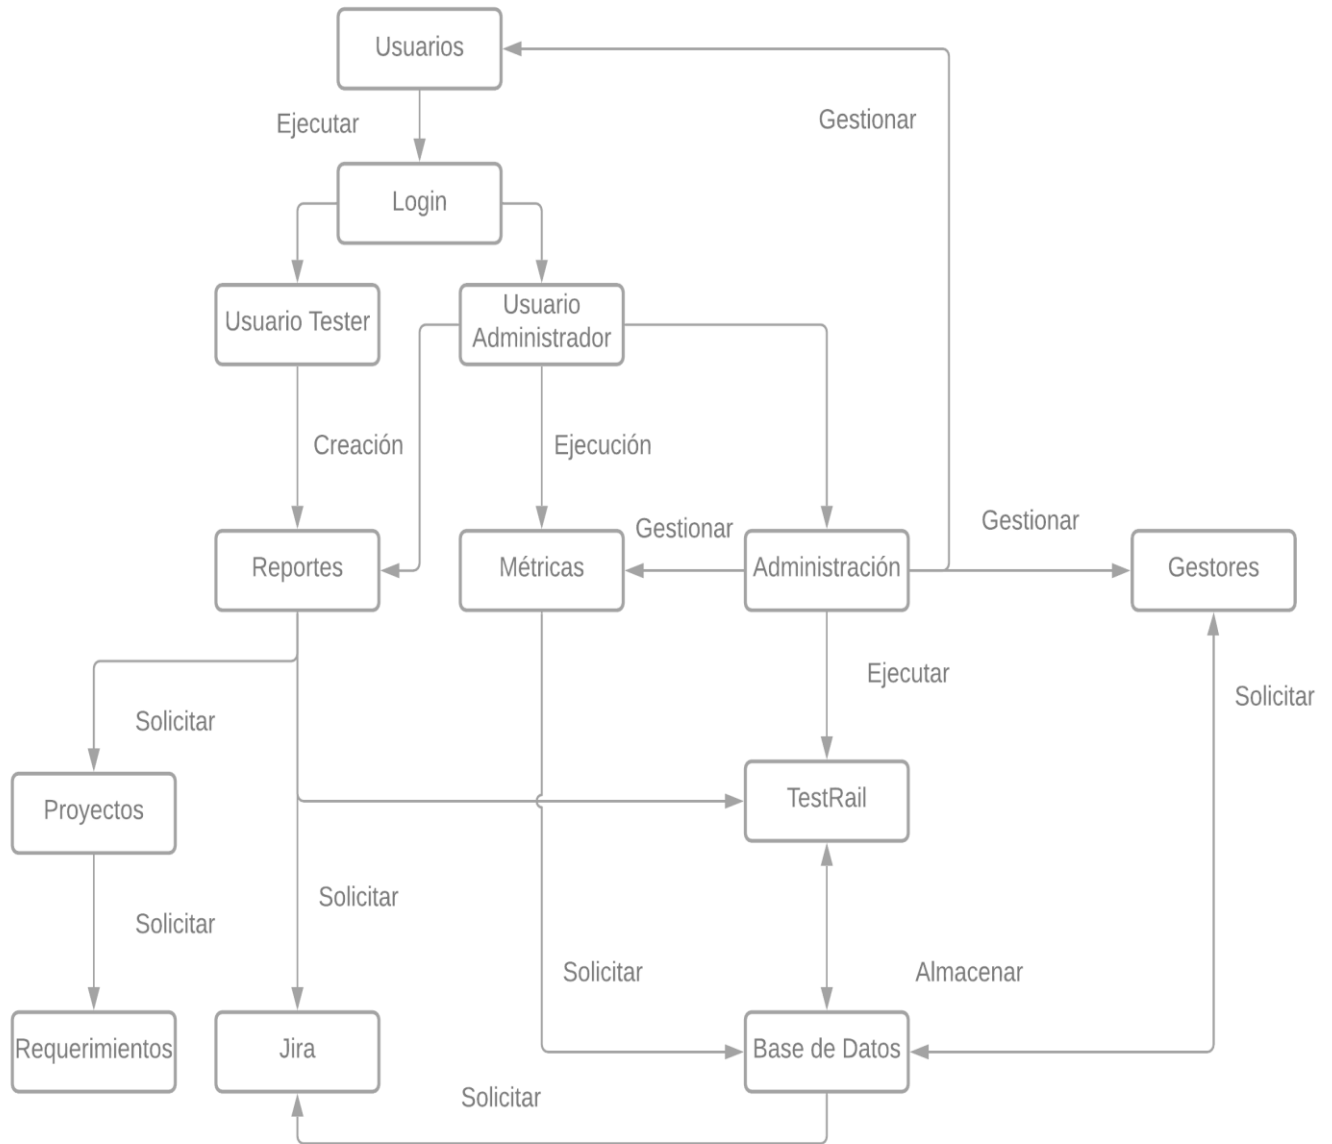 Usuarios
Ejecutar
Gestionar
Login
Usuario Tester
Usuario
Administrador
Creación
Ejecución
Gestionar
Gestionar
Reportes
Métricas
Administración
Gestores
Ejecutar
Solicitar
Solicitar
Proyectos
TestRail
Solicitar
Solicitar
Solicitar
Almacenar
Requerimientos
Jira
Base de Datos
Solicitar